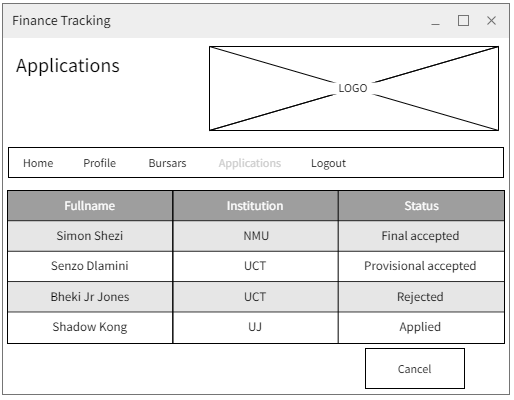 Finance Tracking
Applications
LOGO
Home Profile Bursars Applications Logout
Fullname Institution Status
Simon Shezi NMU Final accepted
Senzo Dlamini UCT Provisional accepted
Bheki Jr Jones UCT Rejected
Shadow Kong UJ Applied
Cancel